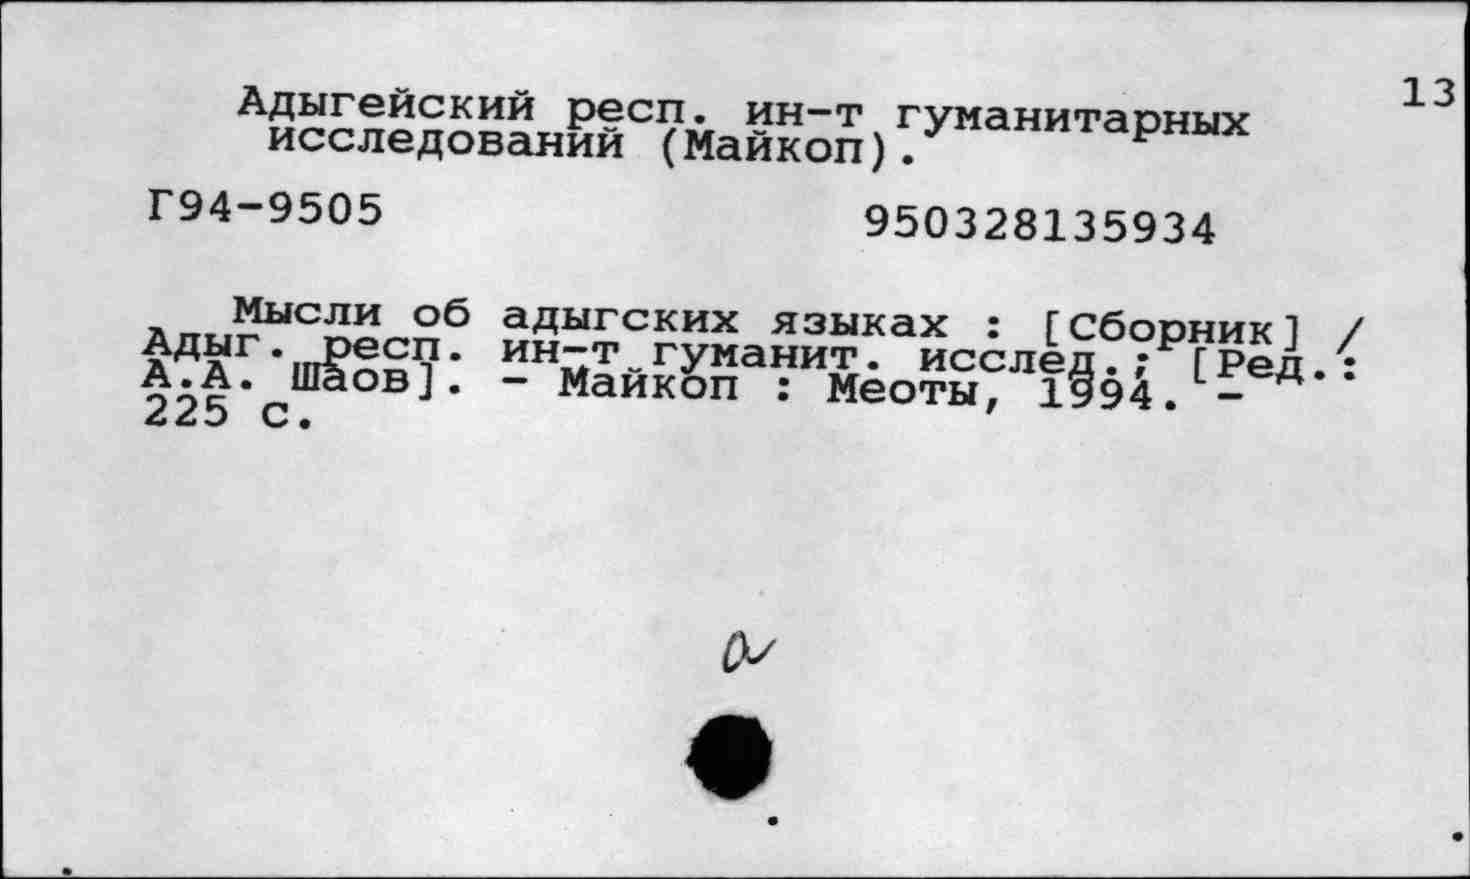 13
Адыгейский респ. ин-т гуманитарных
исследований (Майкоп).
Г94-9505 950328135934
Мысли об адыгских языках : [Сборник] /
Адыг. респ. ин-т гуманит. исслед.; [Ред.:
А.А. Шаов]. - Майкоп : Меоты, 1994. -
225 с.